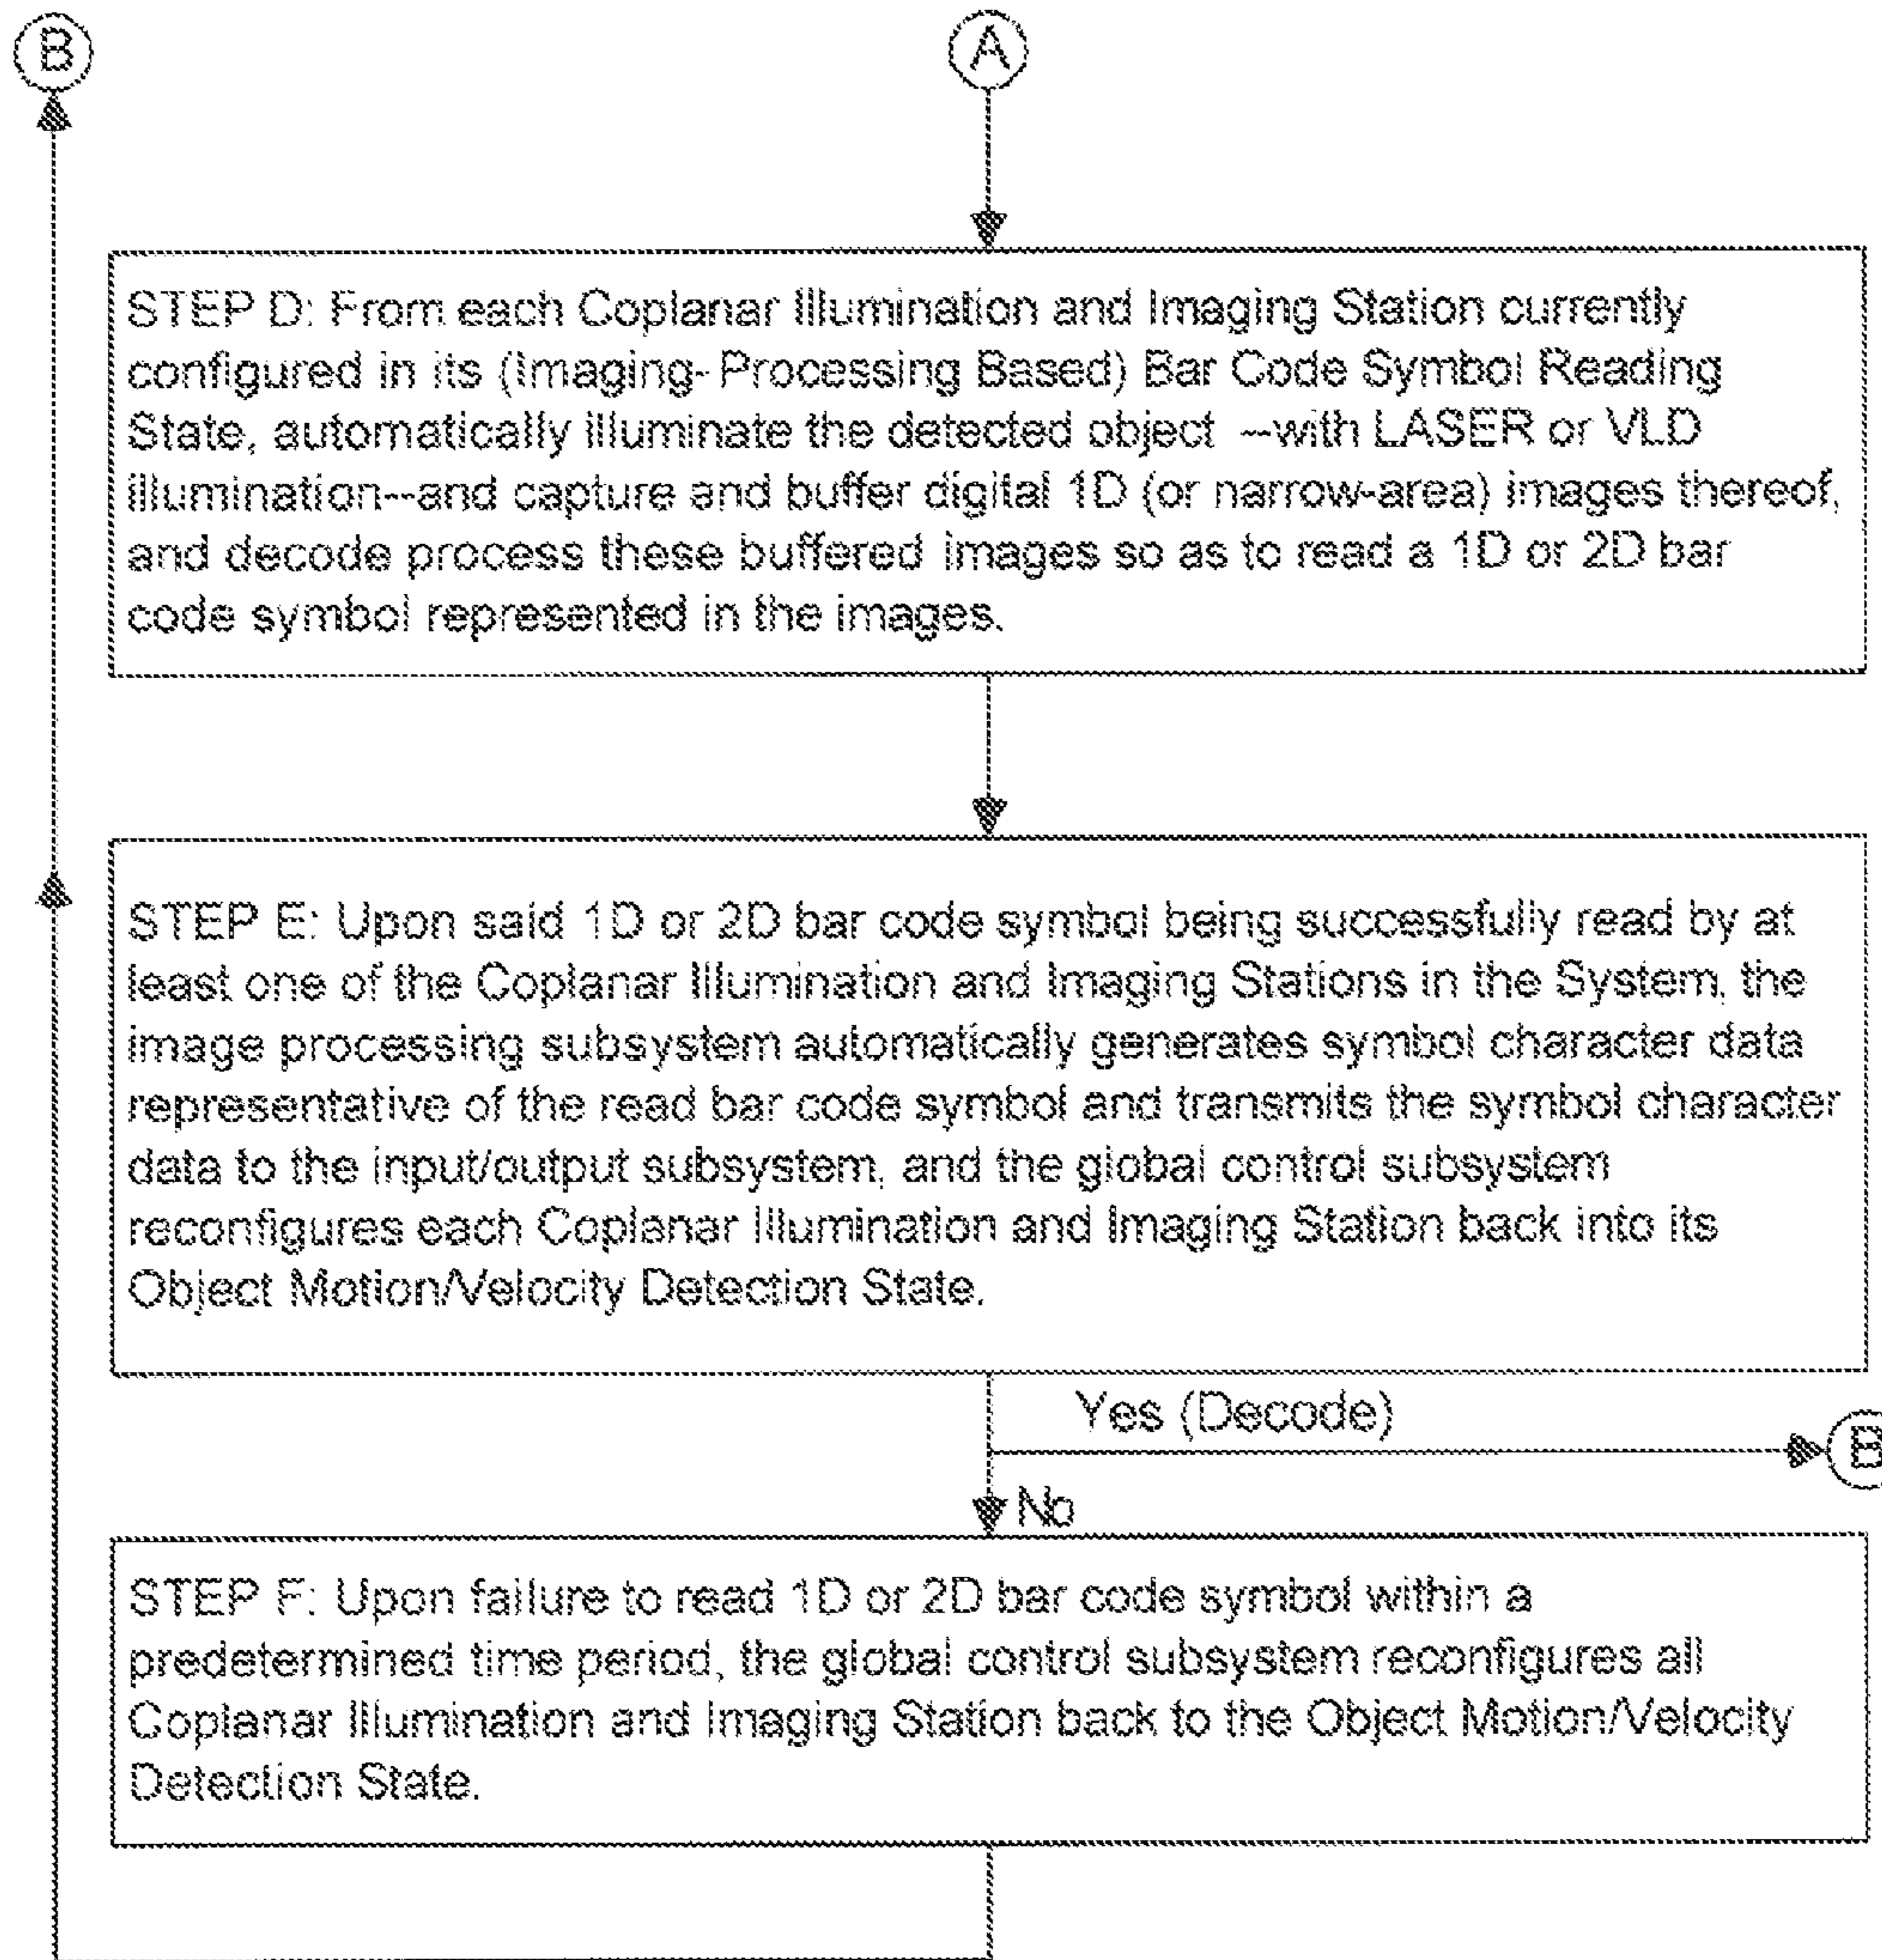 B
A
STEP D: From each Coplanar Illumination and Imaging Station currently
configured in its (Imaging- Processing Based) Bar Code Symbol Reading
State, automatically illuminate the detected object --with LASER or VLD
illumination--and capture and buffer digital 1D (or narrow-area) images thereof,
and decode process these buffered images so as to read a 1D or 2D bar
code symbol represented in the images.
STEP E: Upon said 1D or 2D bar code symbol being successfully read by at
least one of the Coplanar Illumination and Imaging Stations in the System, the
image processing subsystem automatically generates symbol character data
representative of the read bar code symbol and transmits the symbol character
data to the input/output subsystem, and the global control subsystem
reconfigures each Coplanar Illumination and Imaging Station back into its
Object Motion/Velocity Detection State.
Yes (Decode)
B
No
STEP F: Upon failure to read 1D or 2D bar code symbol within a
predetermined time period, the global control subsystem reconfigures all
Coplanar Illumination and Imaging Station back to the Object Motion/Velocity
Detection State.